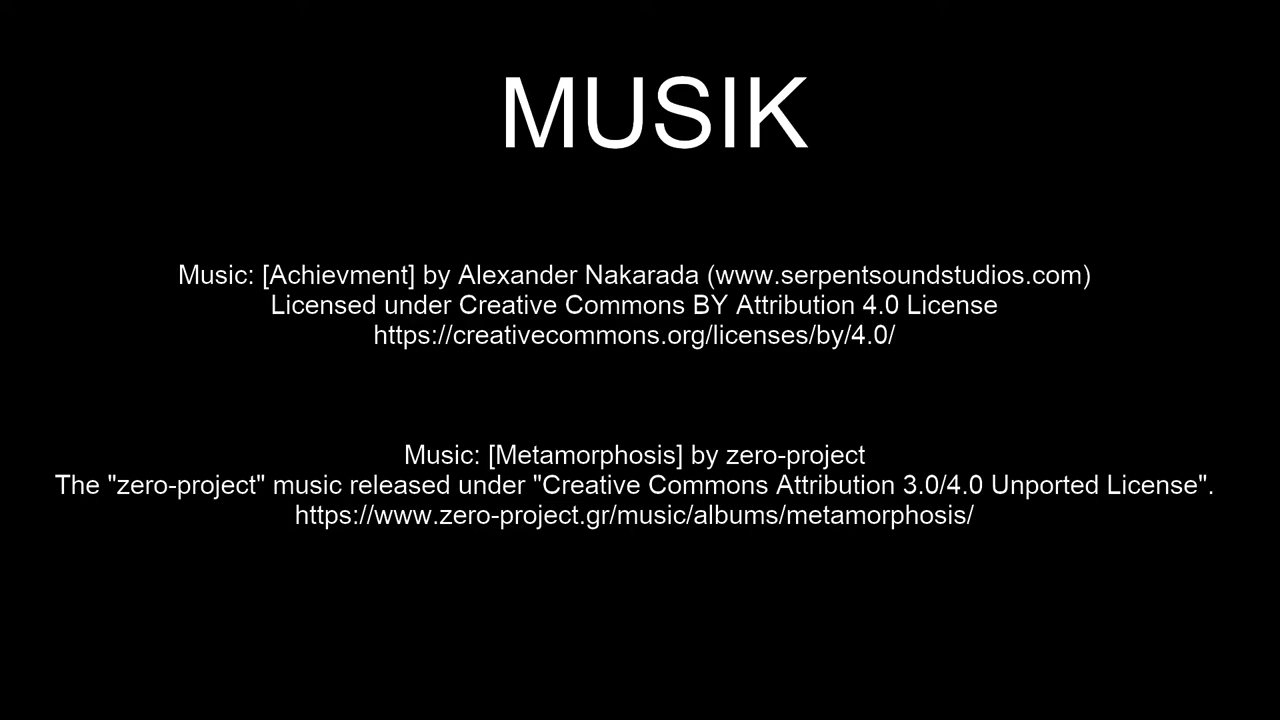 MUSIK
Music: [Achievment] by Alexander Nakarada (www.serpentsoundstudios.com)
Licensed under Creative Commons BY Attribution 4.0 License
https://creativecommons.org/licenses/by/4.0/
Music: [Metamorphosis] by zero-project
The "zero-project" music released under "Creative Commons Attribution 3.0/4.0 Unported License".
https://www.zero-project.gr/music/albums/metamorphosis/